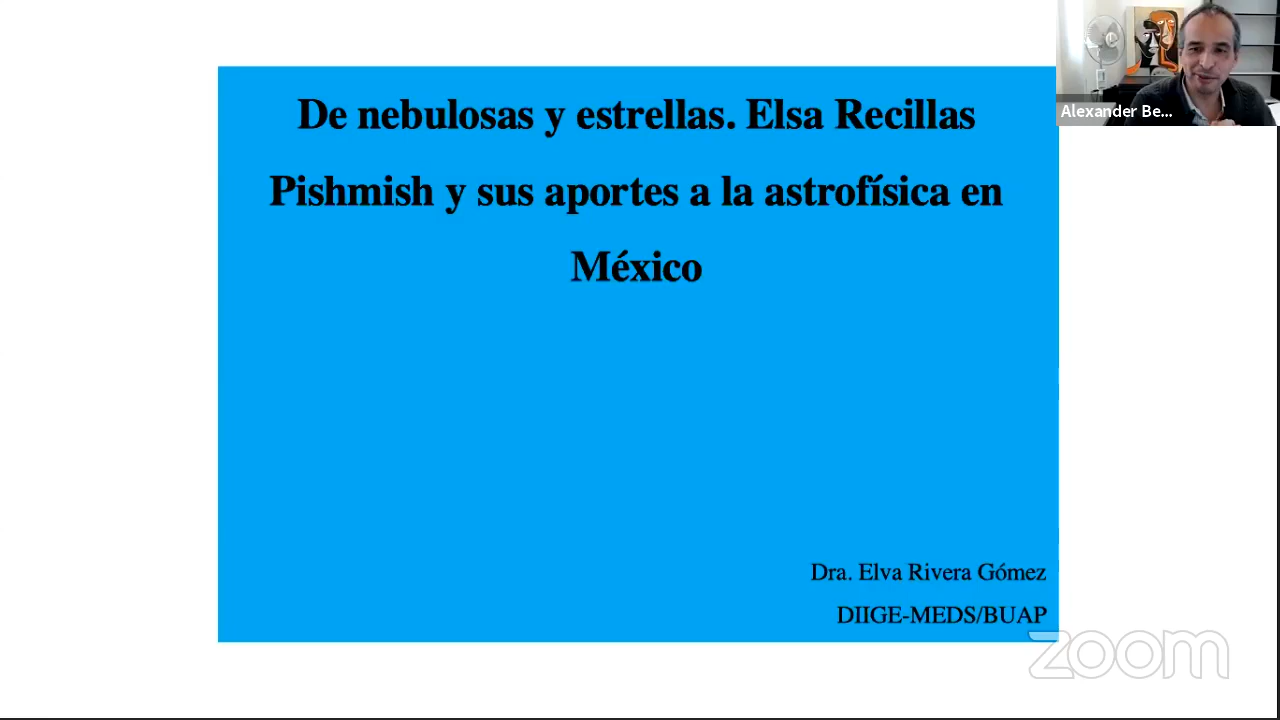 De nebulosas y estrellas. Elsa Recillas
Pishmish y sus aportes a la astrofísica en
México
Dra. Elva Rivera Gómez
DIIGE-MEDS/BUAP
Alexander Be...
zoom